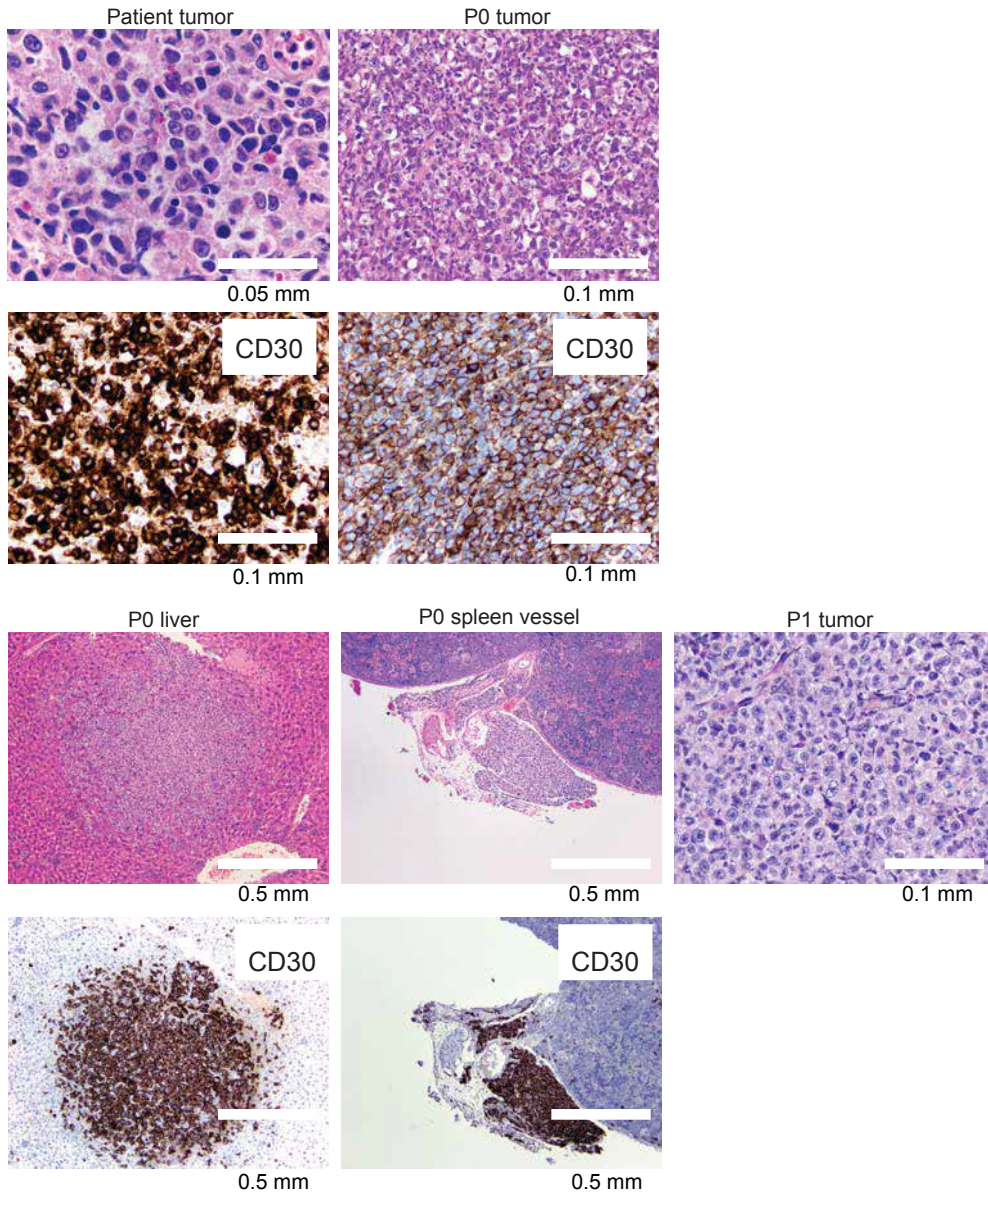 Patient tumor
P0 tumor
0.05 mm
0.1 mm
CD30
CD30
0.1 mm
0.1 mm
P0 liver
P0 spleen vessel
P1 tumor
0.5 mm
0.5 mm
0.1 mm
CD30
CD30
0.5 mm
0.5 mm